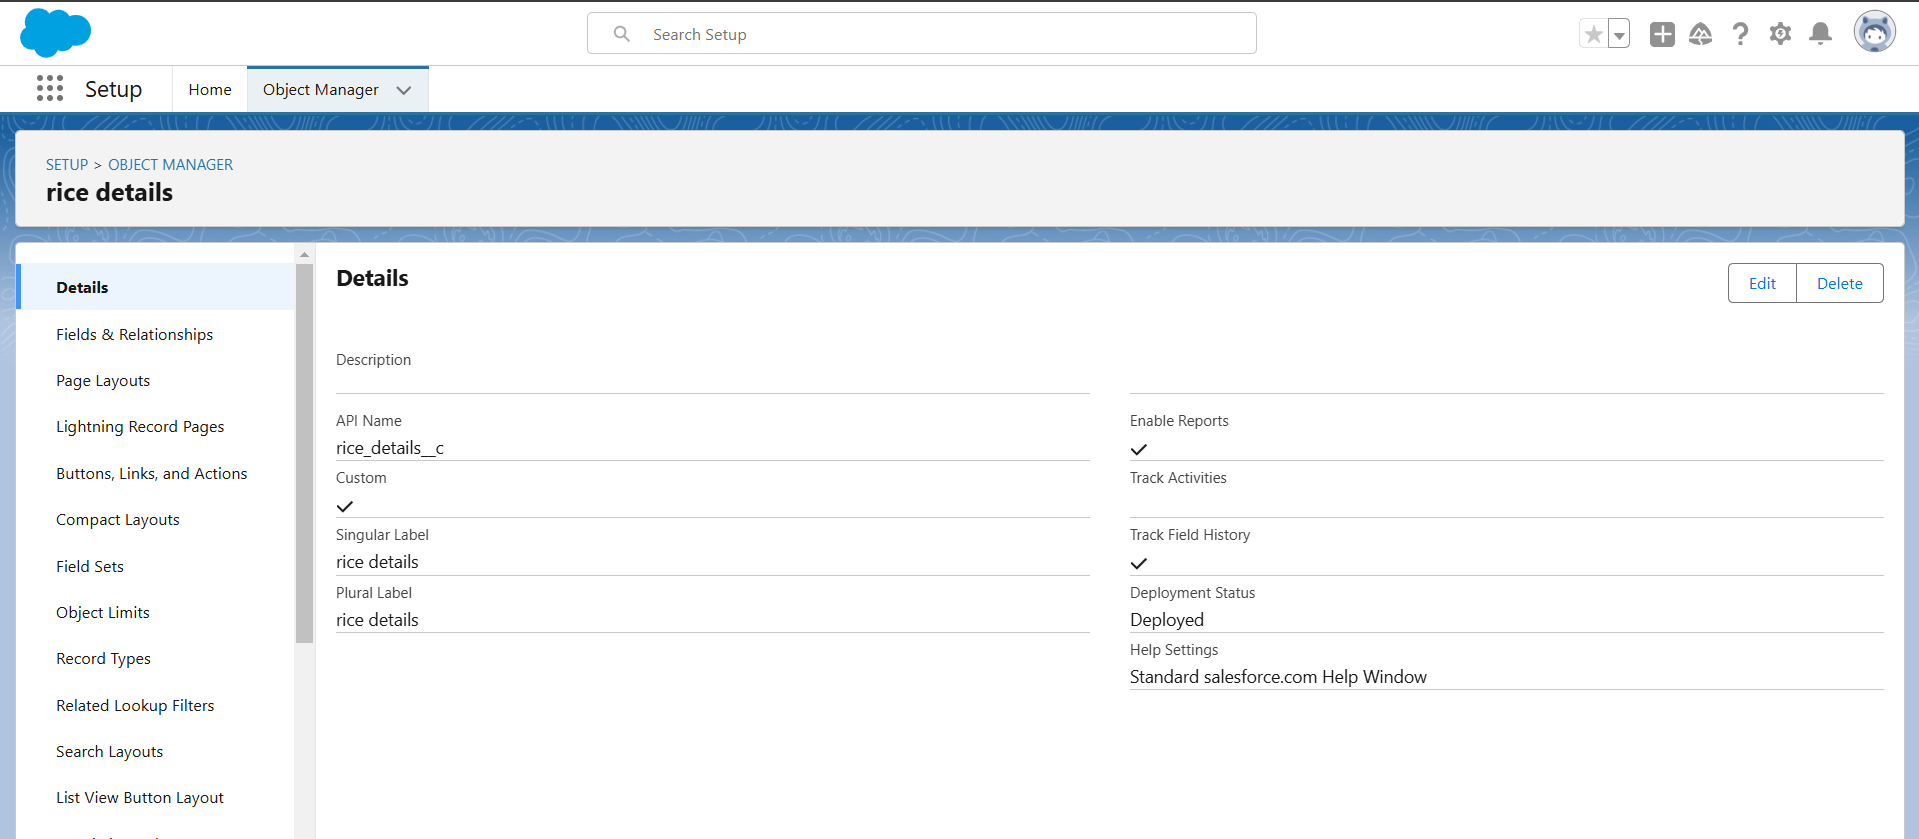 Search Setup
Setup
Home
Object Manager
SETUP > OBJECT MANAGER
rice details
Details
Fields & Relationships
Page Layouts
Lightning Record Pages
Buttons, Links, and Actions
Compact Layouts
Field Sets
Object Limits
Record Types
Related Lookup Filters
Search Layouts
List View Button Layout
Details
Edit
Delete
Description
API Name
rice_details__c
Custom
Singular Label
rice details
Plural Label
rice details
Enable Reports
Track Activities
Track Field History
Deployment Status
Deployed
Help Settings
Standard salesforce.com Help Window